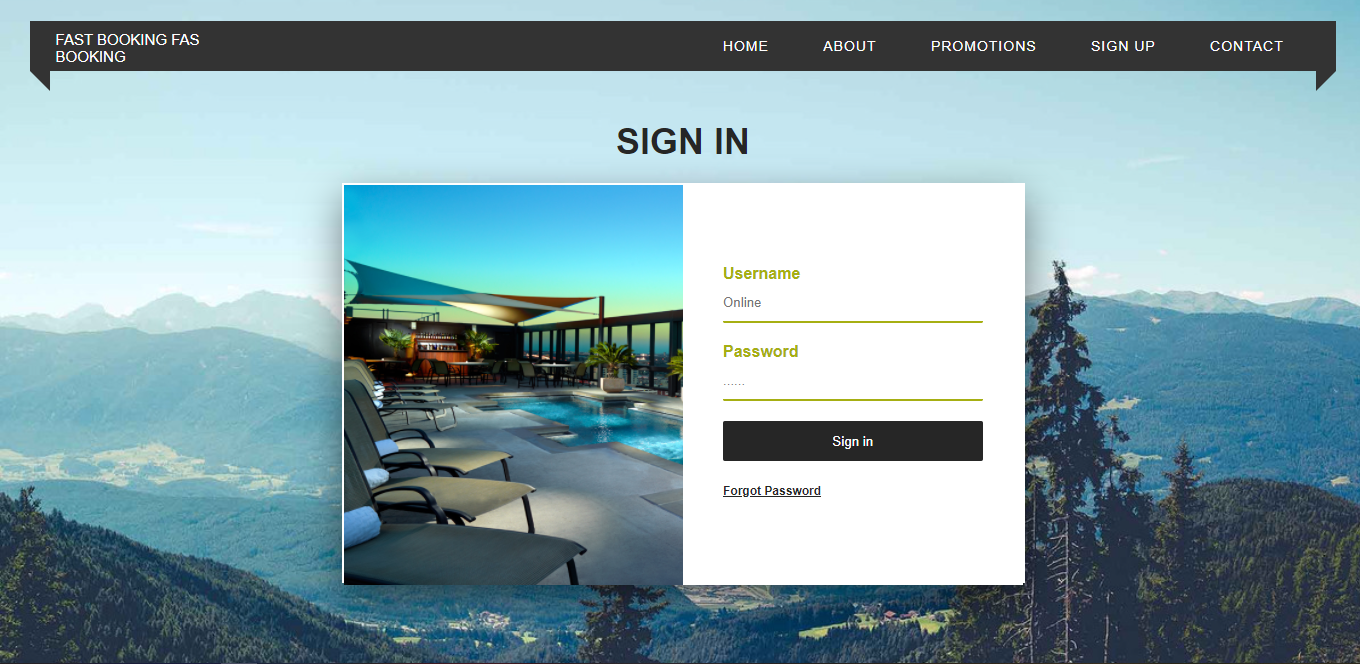 FAST BOOKING FAS
BOOKING
HOME ABOUT PROMOTIONS SIGN UP CONTACT
SIGN IN
Username
Online
Password
......
Sign in
Forgot Password